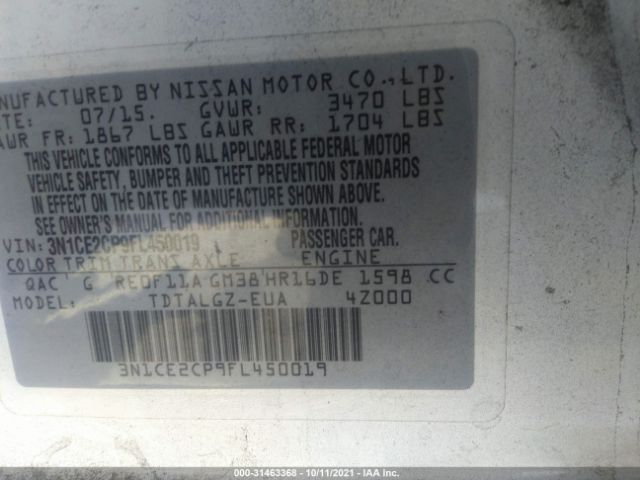 NUFACTURED BY NISSAN MOTOR CO., LTD.
TE: 07/15. GVWR: 3470 LBS
AWR FR: 1867 LBS GAWR RR: 1704 LBS
THIS VEHICLE CONFORMS TO ALL APPLICABLE FEDERAL MOTOR
VEHICLE SAFETY, BUMPER AND THEFT PREVENTION STANDARDS
IN EFFECT ON THE DATE OF MANUFACTURE SHOWN ABOVE.
SEE OWNER'S MANUAL FOR ADDITIONAL INFORMATION.
VIN: 3N1CE2CP9FL450019 PASSENGER CAR.
COLOR TRIM TRANS AXLE ENGINE
QAC G RE0F11A GM38 HR16DE 1598 CC
MODEL: TDTALGZ-EUA 4Z000
3N1CE2CP9FL450019
000-31463368 - 10/11/2021 - IAA Inc.